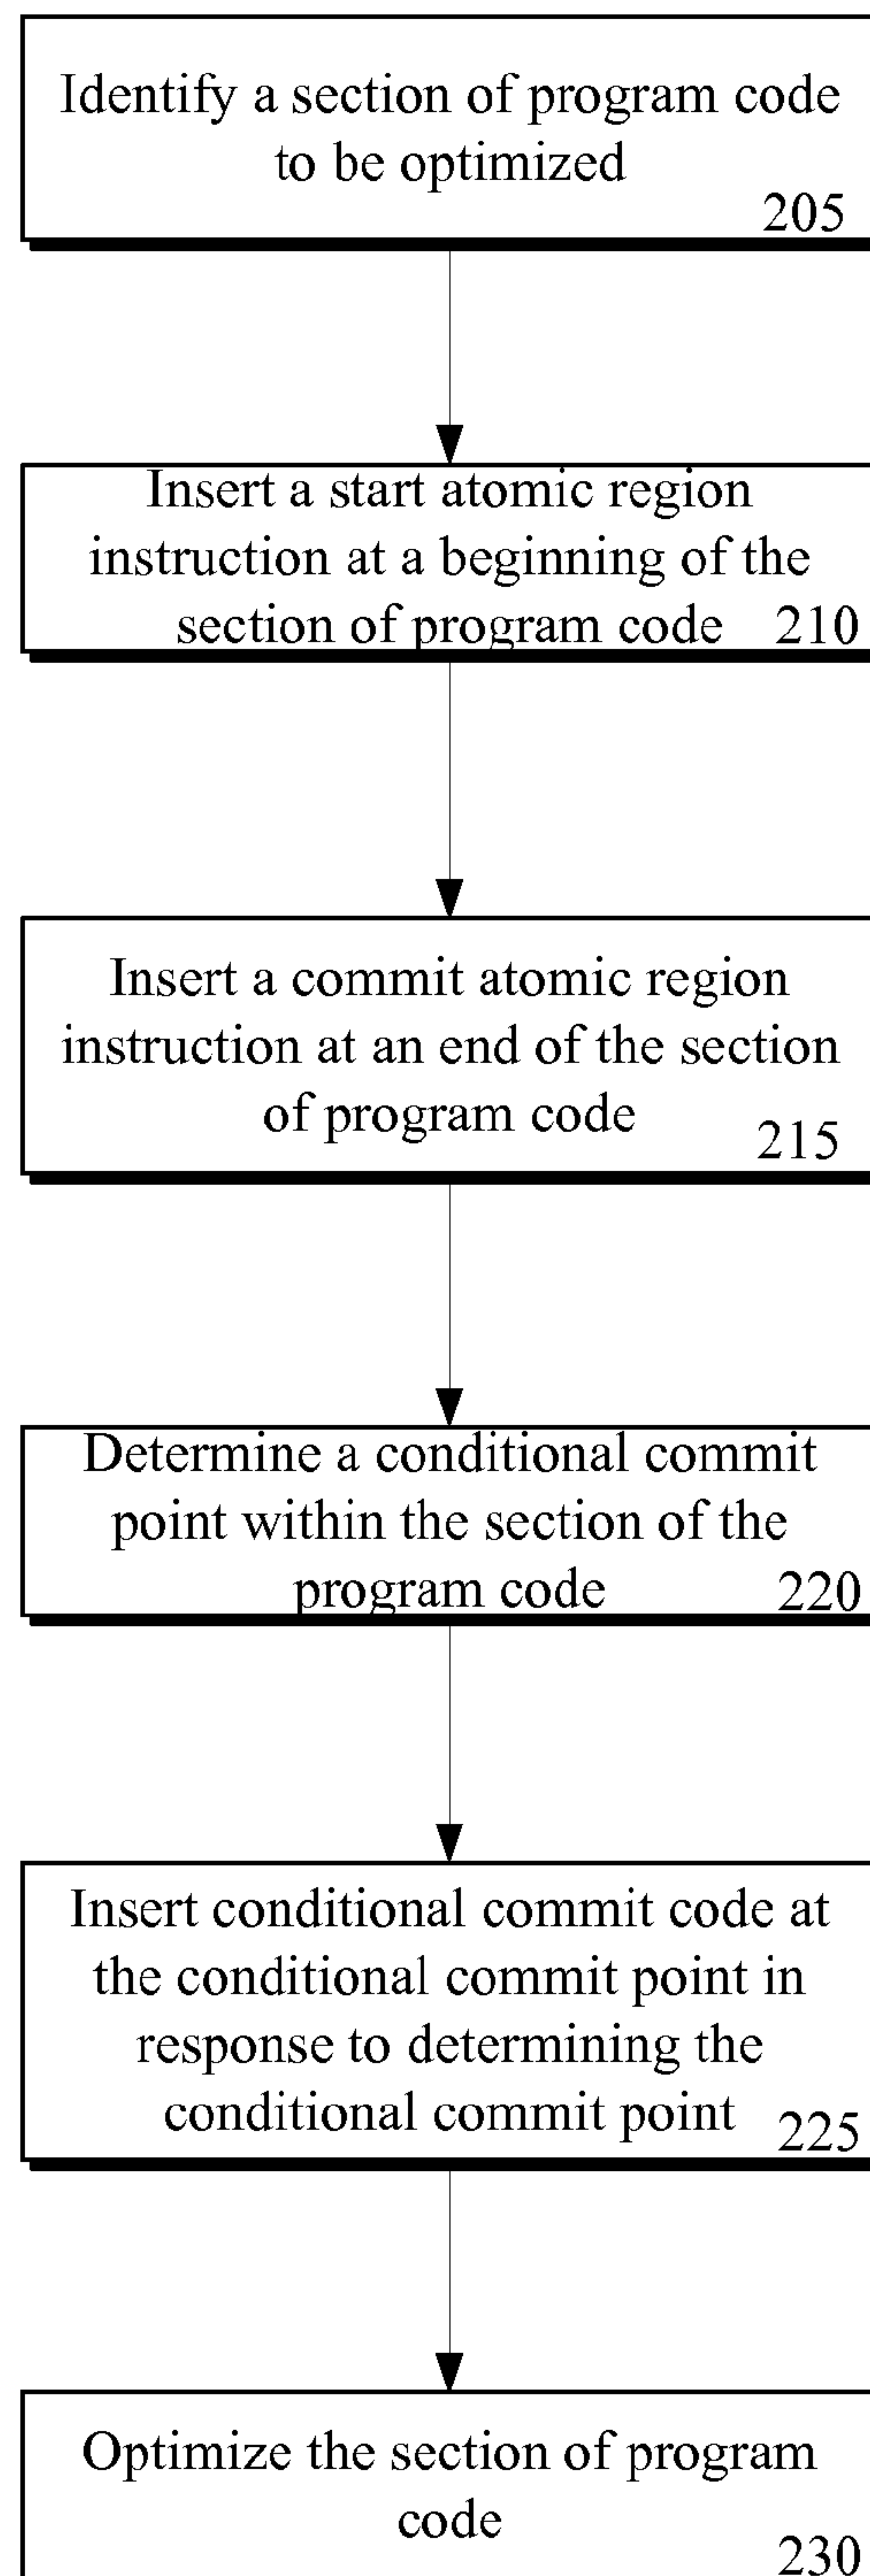 Identify a section of program code
to be optimized
205
Insert a start atomic region
instruction at a beginning of the
section of program code 210
Insert a commit atomic region
instruction at an end of the section
of program code
215
Determine a conditional commit
point within the section of the
program code 220
Insert conditional commit code at
the conditional commit point in
response to determining the
conditional commit point 225
Optimize the section of program
code
230